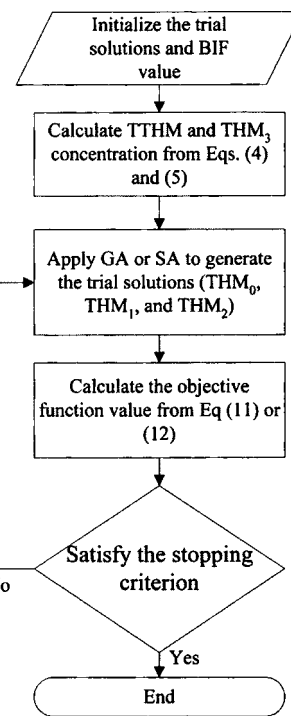 Initialize the trial
solutions and BIF
value
Calculate TTHM and THM₃
concentration from Eqs. (4)
and (5)
Apply GA or SA to generate
the trial solutions (THM₀,
THM₁, and THM₂)
Calculate the objective
function value from Eq (11) or
(12)
Satisfy the stopping
criterion
o
Yes
End